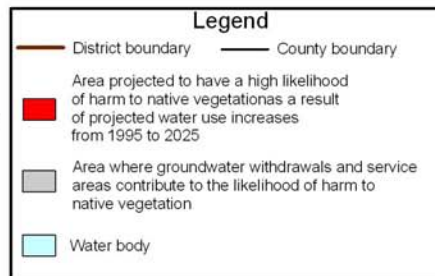 Legend
District boundary County boundary
Area projected to have a high likelihood
of harm to native vegetationas a result
of projected water use increases
from 1995 to 2025
Area where groundwater withdrawals and service
areas contribute to the likelihood of harm to
native vegetation
Water body